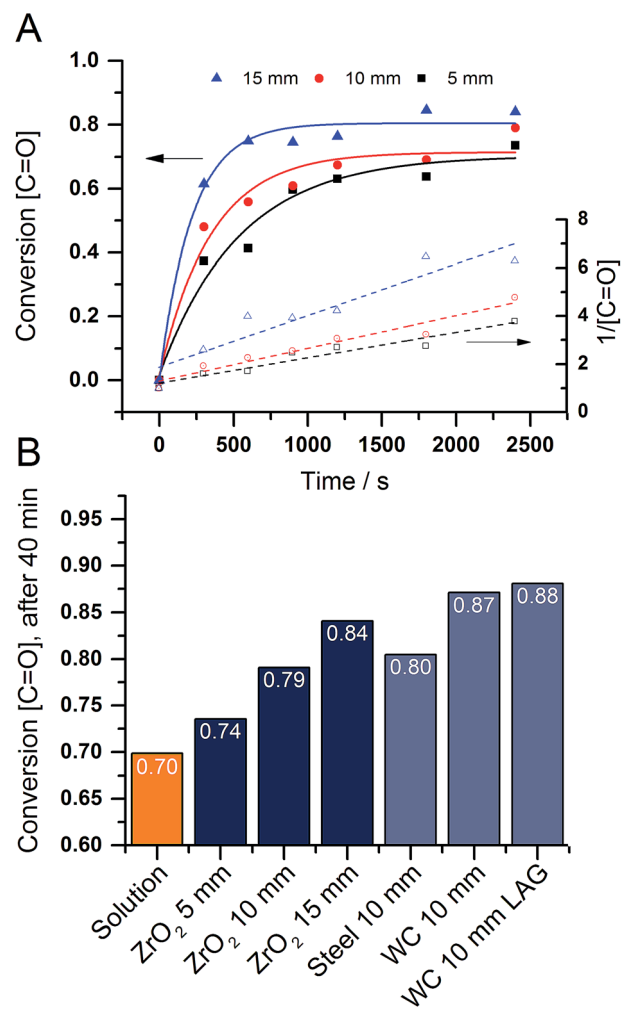 A
15 mm 10 mm 5 mm
Conversion [C=O]
1.0
0.8
0.6
0.4
0.2
0.0
8
6
4
2
0
1/[C=O]
0 500 1000 1500 2000 2500
Time / s
B
Conversion [C=O], after 40 min
0.95
0.90
0.85
0.80
0.75
0.70
0.65
0.60
0.70
0.74
0.79
0.84
0.80
0.87
0.88
Solution
ZrO₂ 5 mm
ZrO₂ 10 mm
ZrO₂ 15 mm
Steel 10 mm
WC 10 mm
WC 10 mm LAG